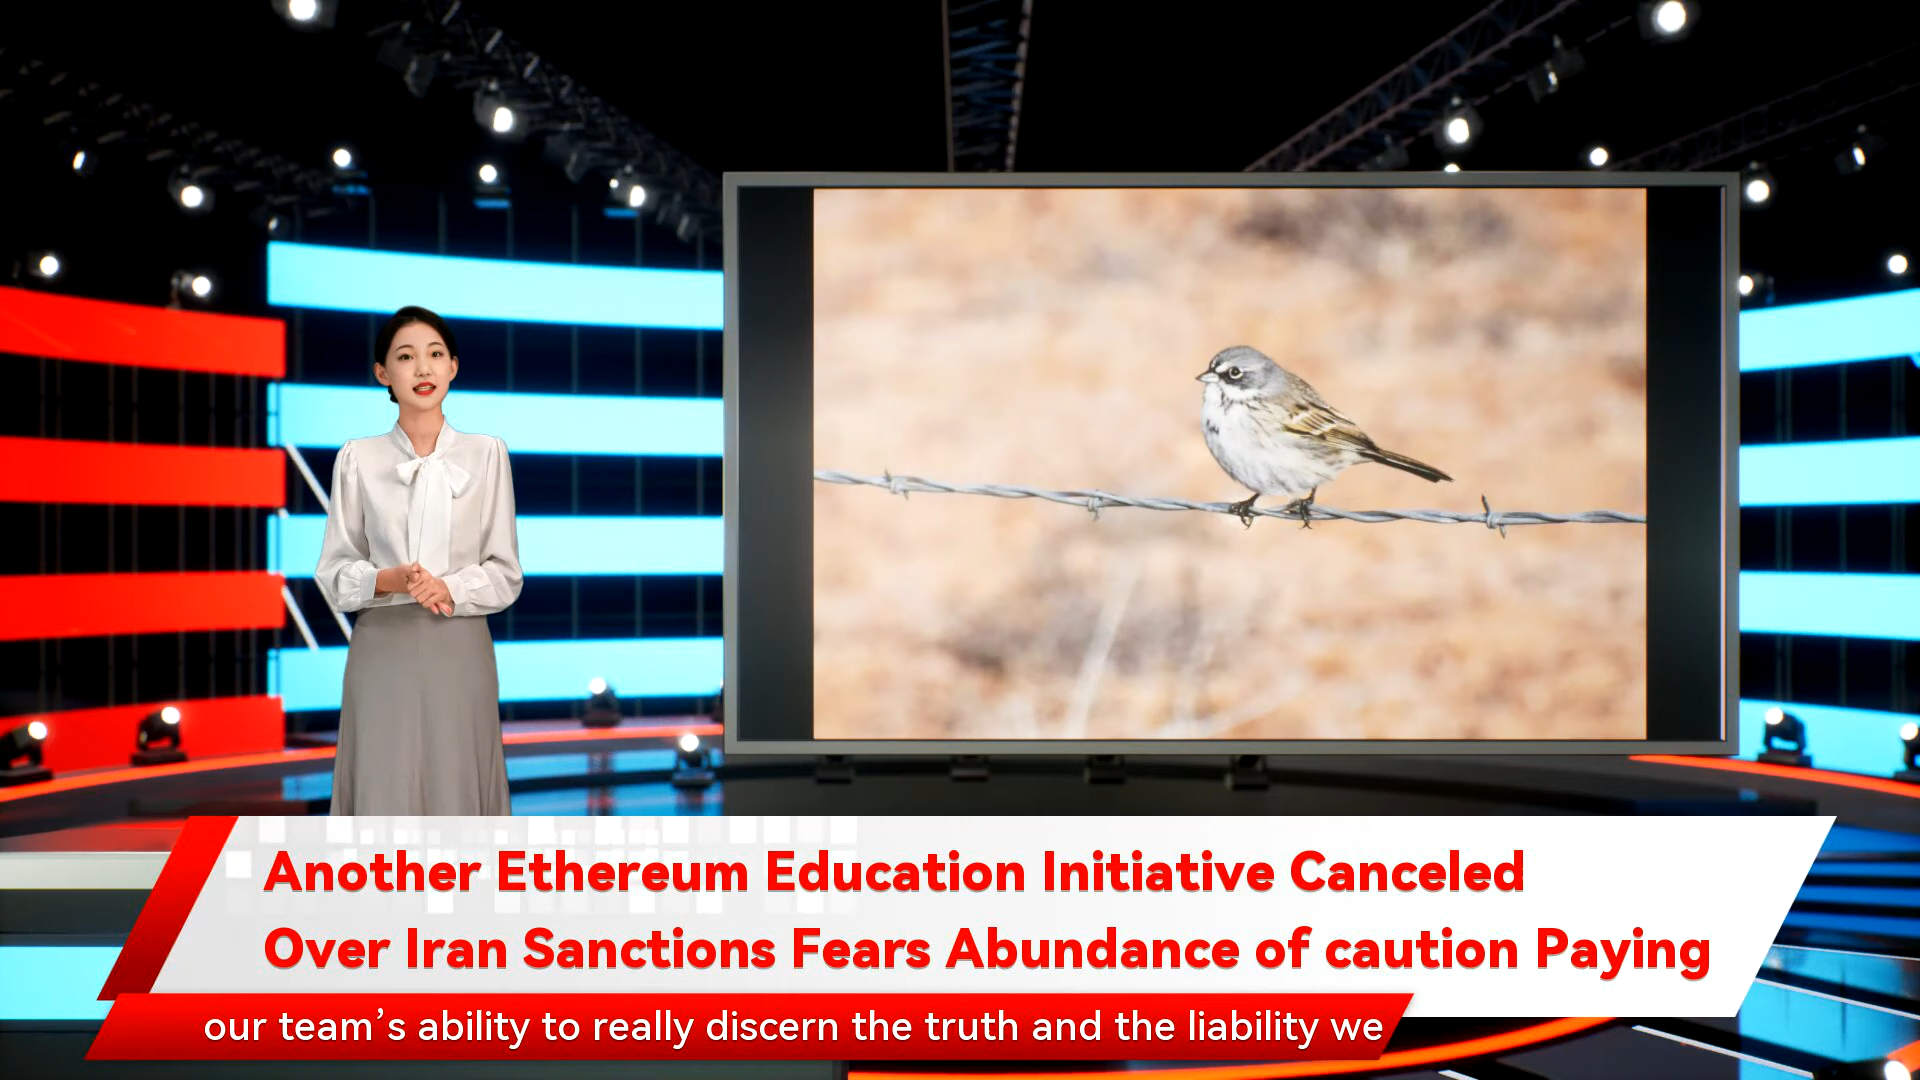 Another Ethereum Education Initiative Canceled
Over Iran Sanctions Fears Abundance of caution Paying
our team’s ability to really discern the truth and the liability we